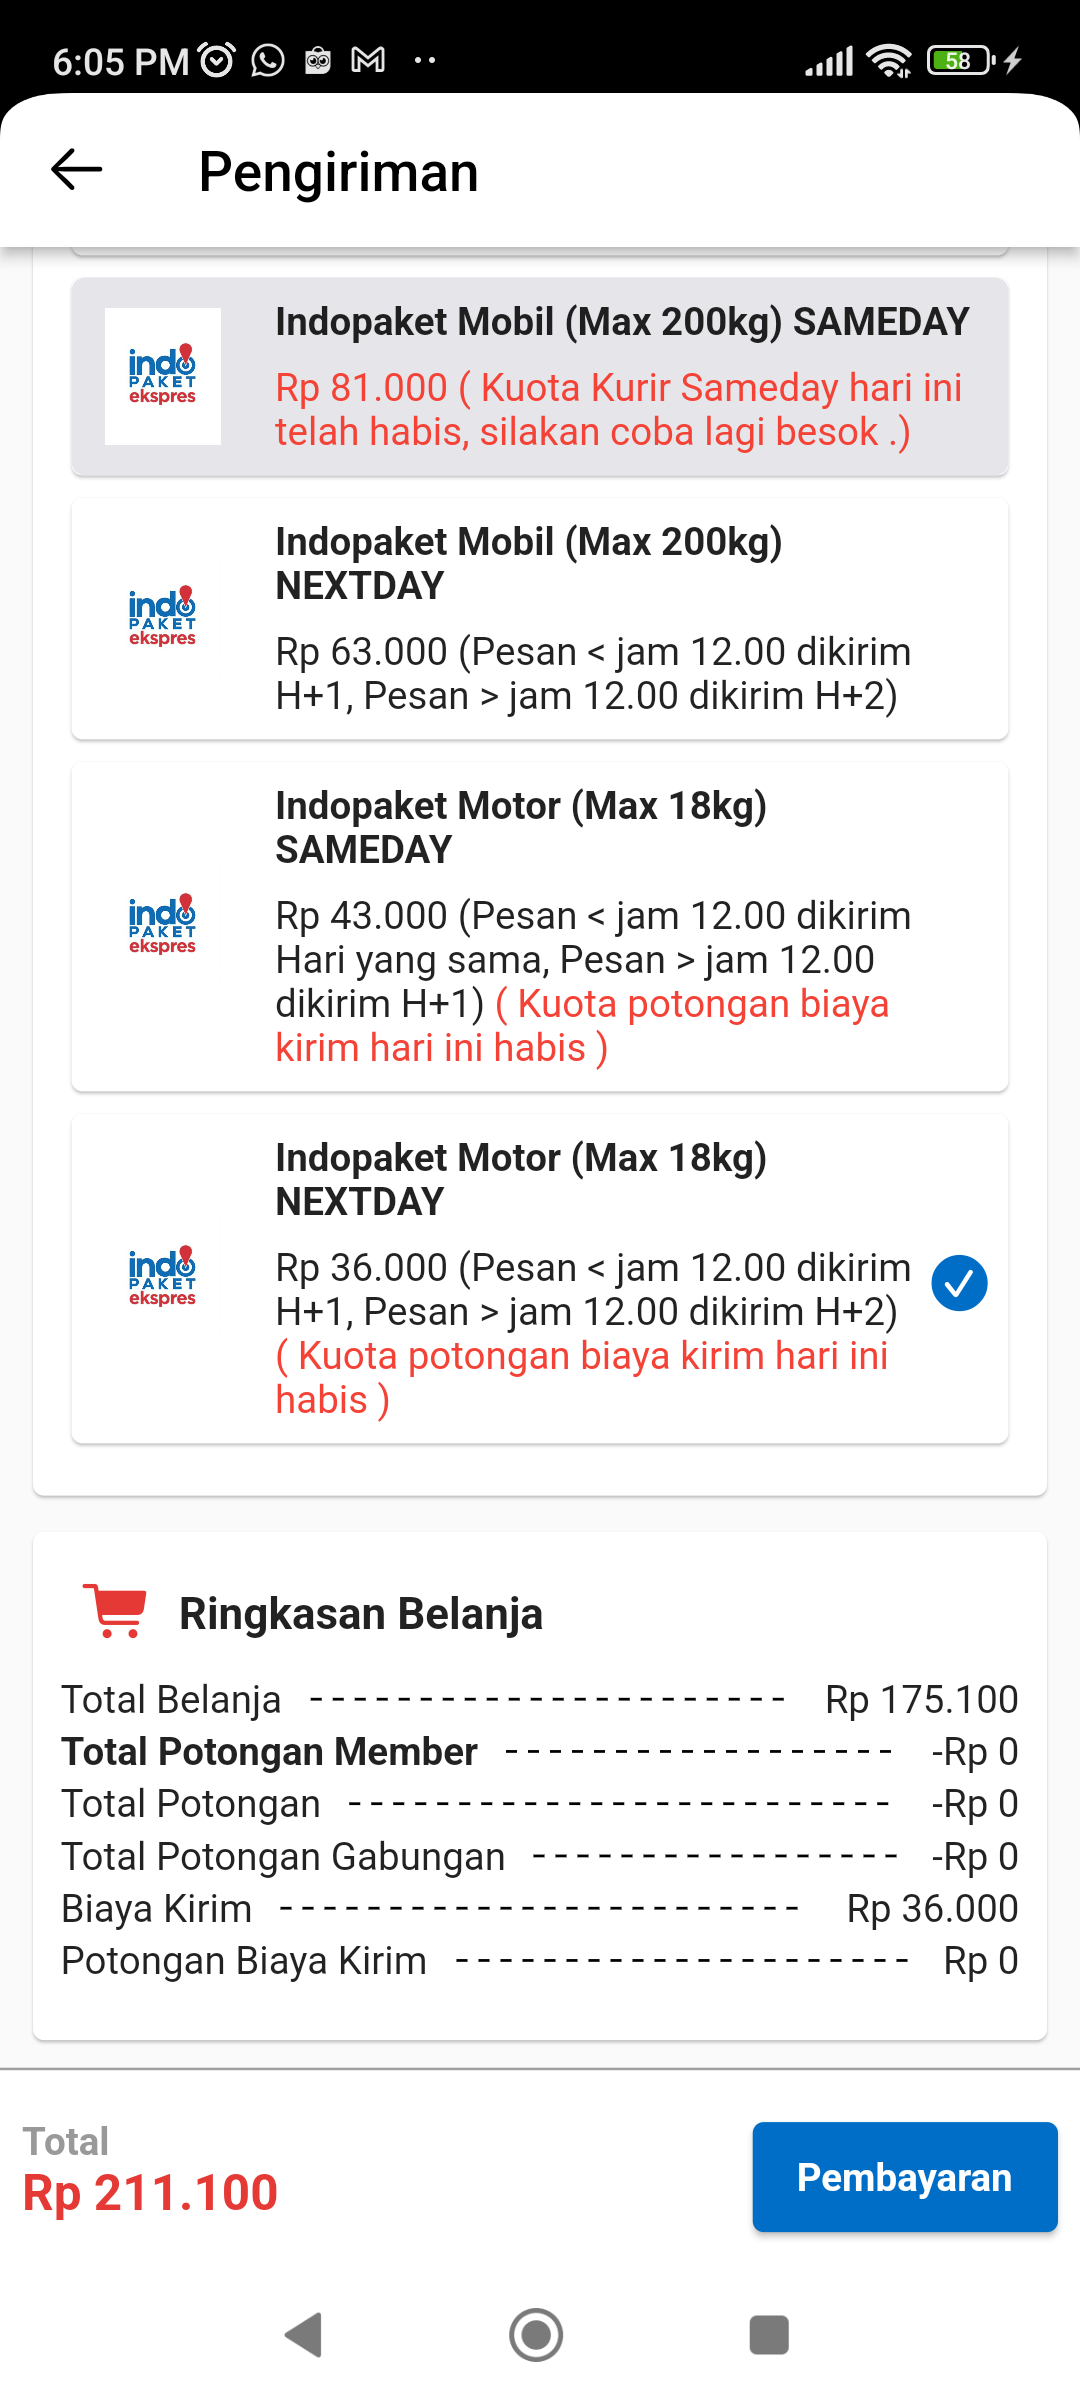 6:05 PM
58
Pengiriman
indo
PAKET
ekspres
Indopaket Mobil (Max 200kg) SAMEDAY
Rp 81.000 ( Kuota Kurir Sameday hari ini
telah habis, silakan coba lagi besok .)
indo
PAKET
ekspres
Indopaket Mobil (Max 200kg)
NEXTDAY
Rp 63.000 (Pesan < jam 12.00 dikirim
H+1, Pesan > jam 12.00 dikirim H+2)
indo
PAKET
ekspres
Indopaket Motor (Max 18kg)
SAMEDAY
Rp 43.000 (Pesan < jam 12.00 dikirim
Hari yang sama, Pesan > jam 12.00
dikirim H+1) ( Kuota potongan biaya
kirim hari ini habis )
indo
PAKET
ekspres
Indopaket Motor (Max 18kg)
NEXTDAY
Rp 36.000 (Pesan < jam 12.00 dikirim
H+1, Pesan > jam 12.00 dikirim H+2)
( Kuota potongan biaya kirim hari ini
habis )
Ringkasan Belanja
Total Belanja ---------------------- Rp 175.100
Total Potongan Member ------------------ -Rp 0
Total Potongan ------------------------- -Rp 0
Total Potongan Gabungan ----------------- -Rp 0
Biaya Kirim ------------------------ Rp 36.000
Potongan Biaya Kirim --------------------- Rp 0
Total
Rp 211.100
Pembayaran